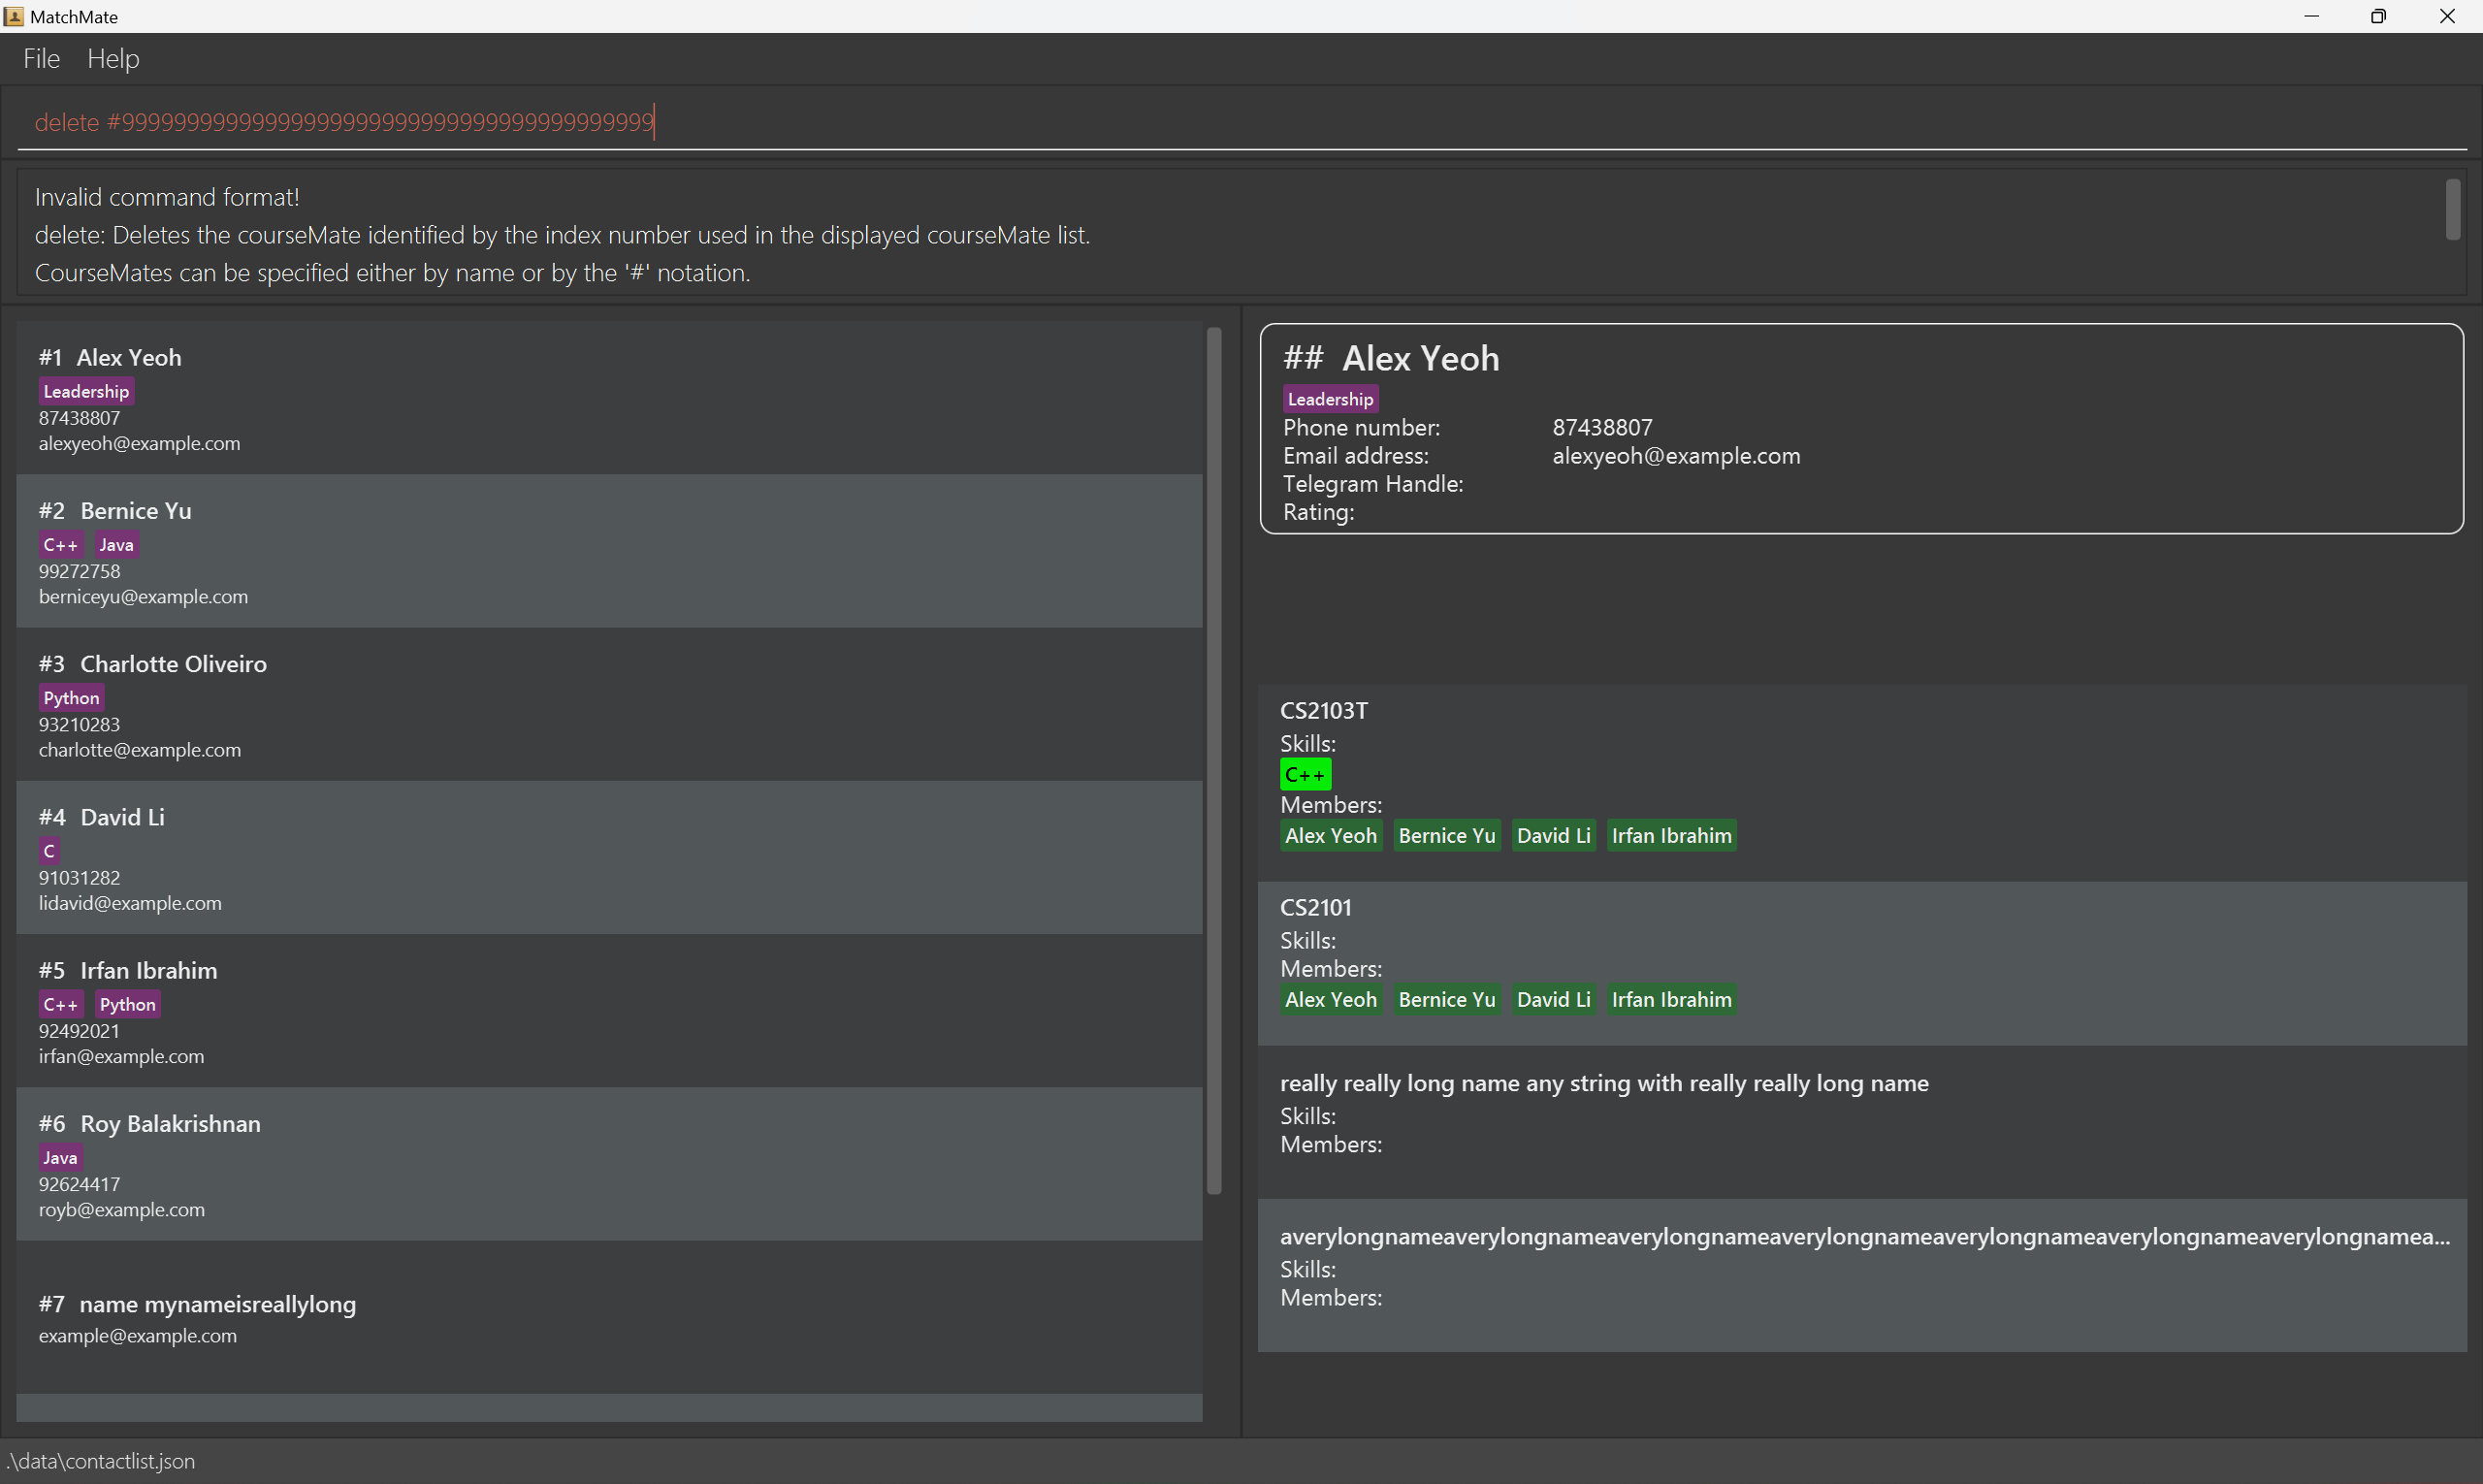 MatchMate
File Help
delete #99999999999999999999999999999999999999999
Invalid command format!
delete: Deletes the courseMate identified by the index number used in the displayed courseMate list.
CourseMates can be specified either by name or by the '#' notation.
#1 Alex Yeoh
Leadership
87438807
alexyeoh@example.com
#2 Bernice Yu
C++ Java
99272758
berniceyu@example.com
#3 Charlotte Oliveiro
Python
93210283
charlotte@example.com
#4 David Li
C
91031282
lidavid@example.com
#5 Irfan Ibrahim
C++ Python
92492021
irfan@example.com
#6 Roy Balakrishnan
Java
92624417
royb@example.com
#7 name mynameisreallylong
example@example.com
## Alex Yeoh
Leadership
Phone number: 87438807
Email address: alexyeoh@example.com
Telegram Handle:
Rating:
CS2103T
Skills:
C++
Members:
Alex Yeoh Bernice Yu David Li Irfan Ibrahim
CS2101
Skills:
Members:
Alex Yeoh Bernice Yu David Li Irfan Ibrahim
really really long name any string with really really long name
Skills:
Members:
averylongnameaverylongnameaverylongnameaverylongnameaverylongnameaverylongnameaverylongnamea...
Skills:
Members:
.\data\contactlist.json